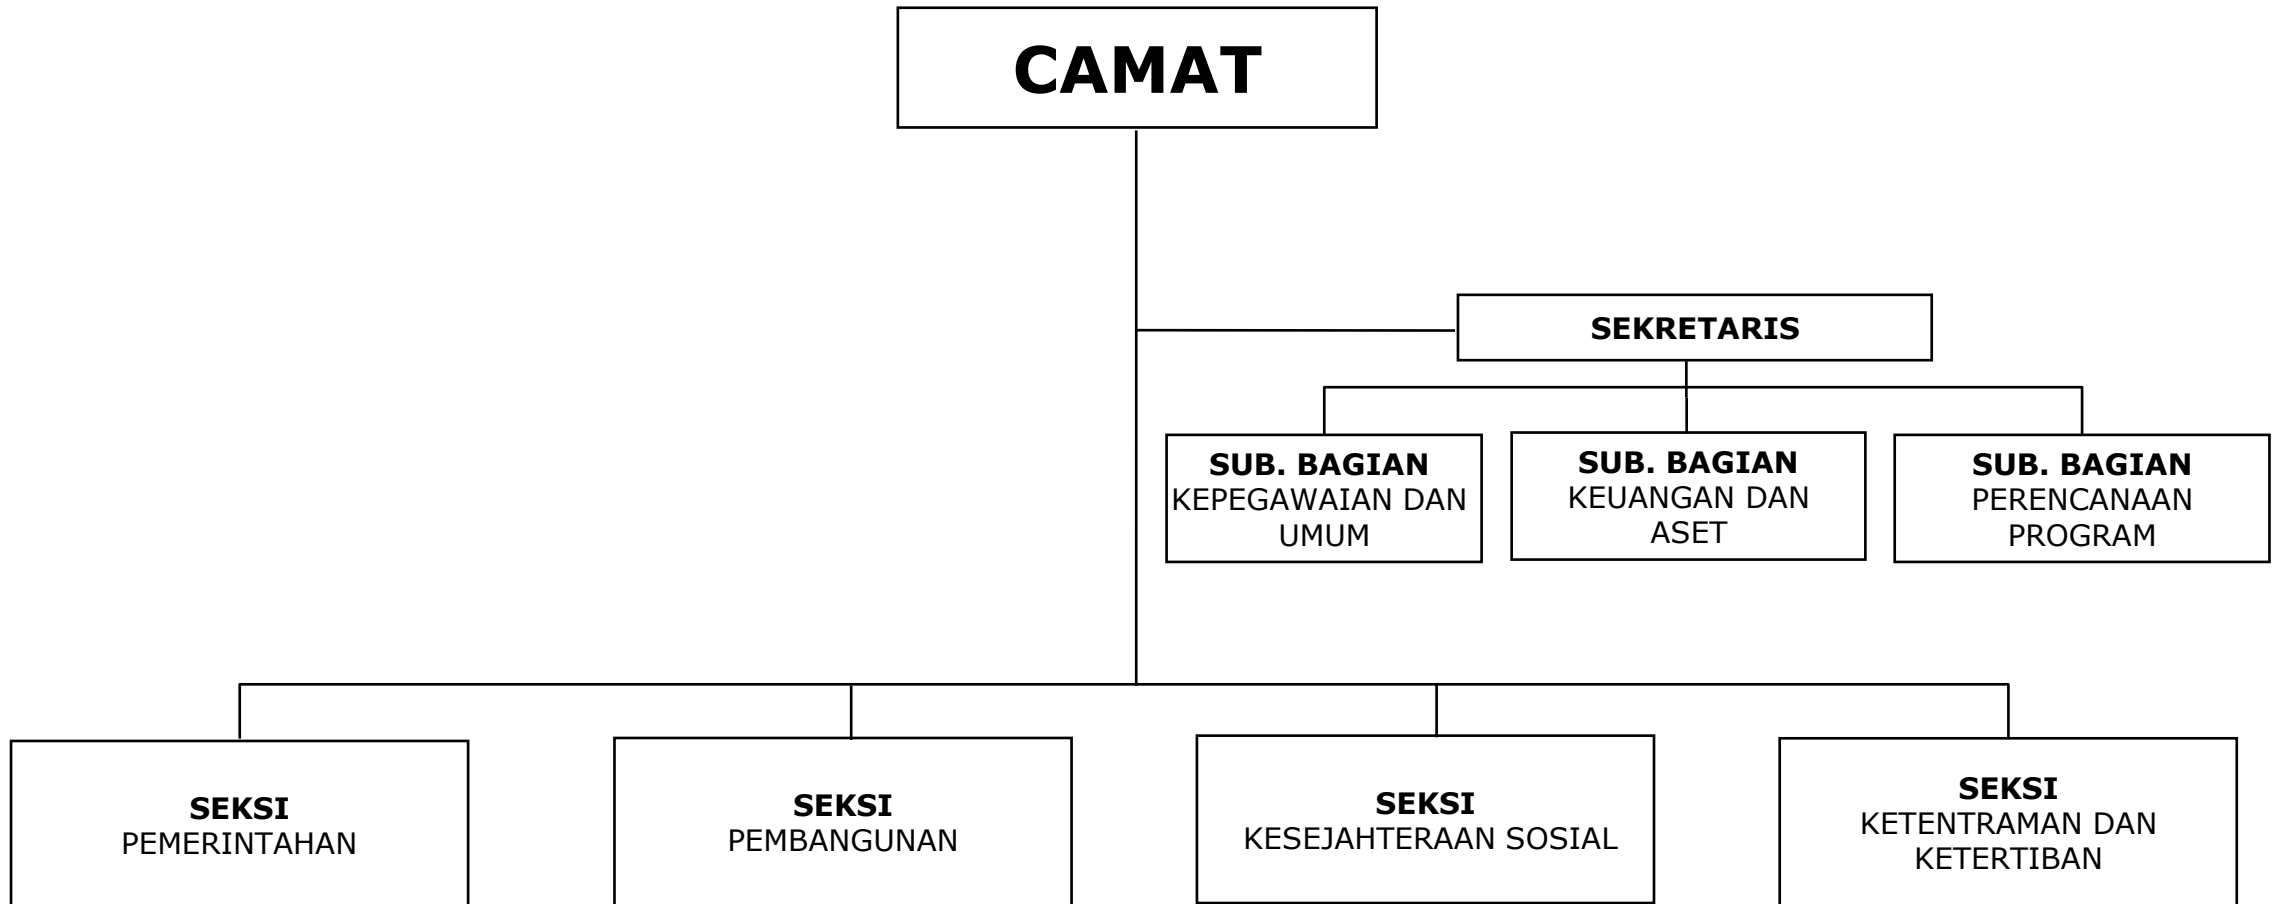 CAMAT
SEKRETARIS
SUB. BAGIAN
KEPEGAWAIAN DAN
UMUM
SUB. BAGIAN
KEUANGAN DAN
ASET
SUB. BAGIAN
PERENCANAAN
PROGRAM
SEKSI
PEMERINTAHAN
SEKSI
PEMBANGUNAN
SEKSI
KESEJAHTERAAN SOSIAL
SEKSI
KETENTRAMAN DAN
KETERTIBAN